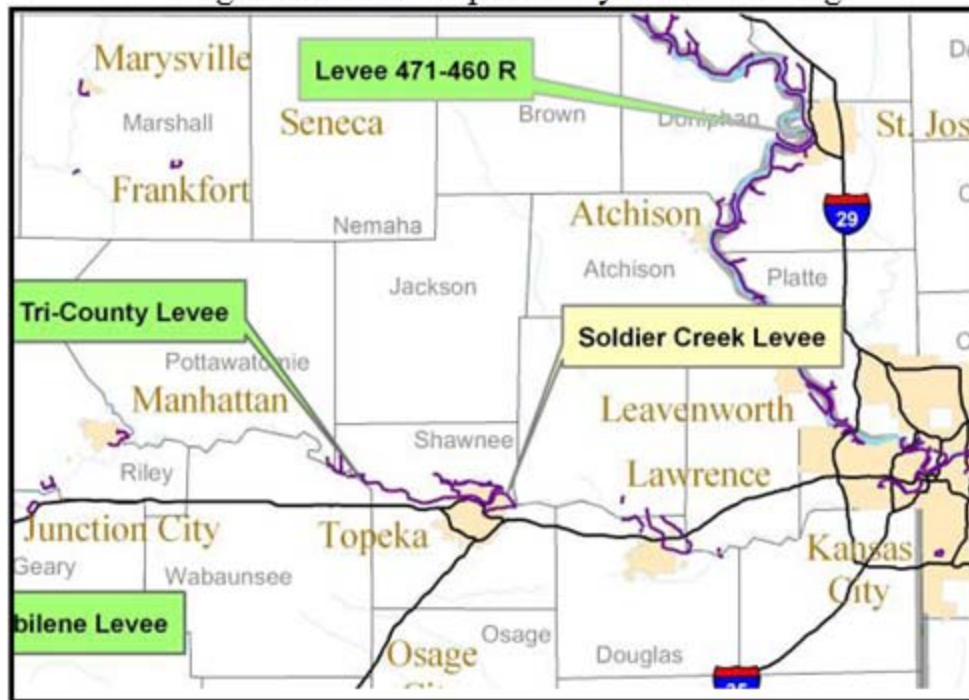 Marysville
Levee 471-460 R
Marshall
Seneca
Brown
Doniphan
St. Jos
Frankfort
Nemaha
Atchison
29
Jackson
Atchison
Platte
Tri-County Levee
Soldier Creek Levee
Pottawatomie
Manhattan
Leavenworth
Shawnee
Riley
Lawrence
Junction City
Topeka
Kansas
City
Geary
Wabaunsee
bilene Levee
Osage
Osage
Douglas